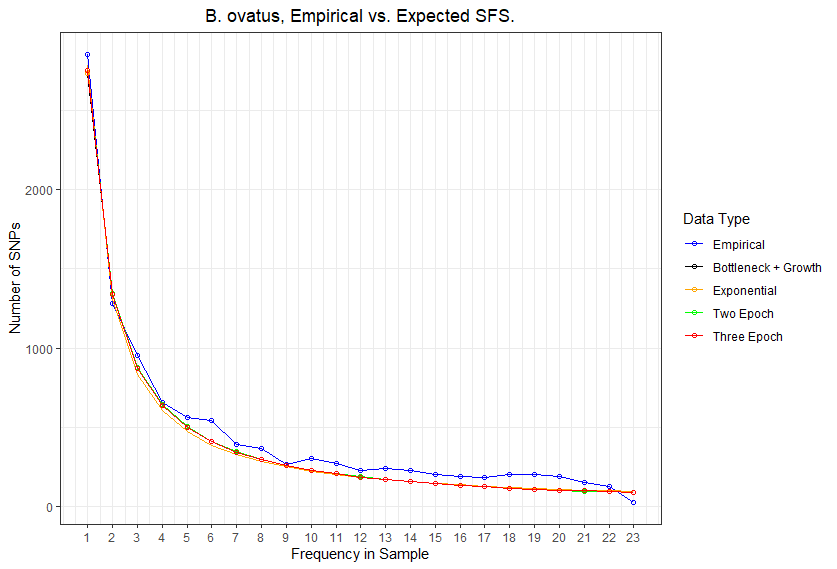 B. ovatus, Empirical vs. Expected SFS.
Number of SNPs
2000
1000
0
1 2 3 4 5 6 7 8 9 10 11 12 13 14 15 16 17 18 19 20 21 22 23
Frequency in Sample
Data Type
Empirical
Bottleneck + Growth
Exponential
Two Epoch
Three Epoch